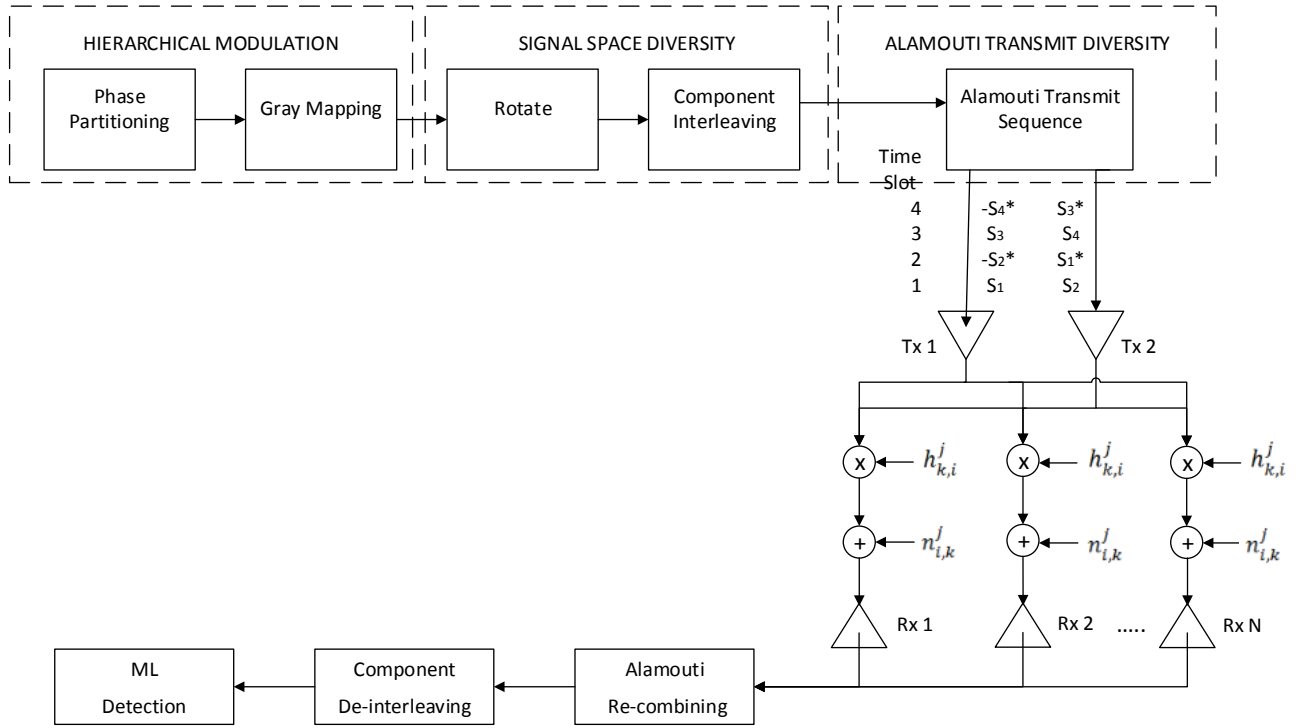 HIERARCHICAL MODULATION
SIGNAL SPACE DIVERSITY
ALAMOUTI TRANSMIT DIVERSITY
Phase
Partitioning
Gray Mapping
Rotate
Component
Interleaving
Alamouti Transmit
Sequence
Time
Slot
4 -S4* S3*
3 S3 S4
2 -S2* S1*
1 S1 S2
Tx 1
Tx 2
x h^j_{k,i}
x h^j_{k,i}
x h^j_{k,i}
+ n^j_{i,k}
+ n^j_{i,k}
+ n^j_{i,k}
Rx 1
Rx 2
.....
Rx N
ML
Detection
Component
De-interleaving
Alamouti
Re-combining